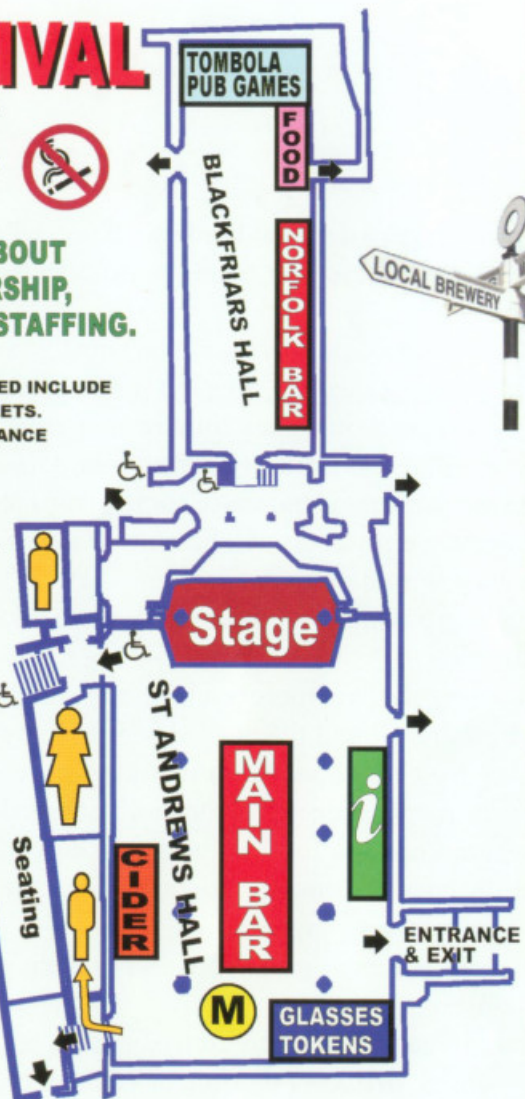 IVAL
TOMBOLA
PUB GAMES
FOOD
BLACKFRIARS HALL
NORFOLK BAR
LOCAL BREWERY
BOUT
RSHIP,
STAFFING.
ED INCLUDE
ETS.
ANCE
Stage
ST ANDREWS HALL
MAIN BAR
i
CIDER
Seating
ENTRANCE
& EXIT
M
GLASSES
TOKENS